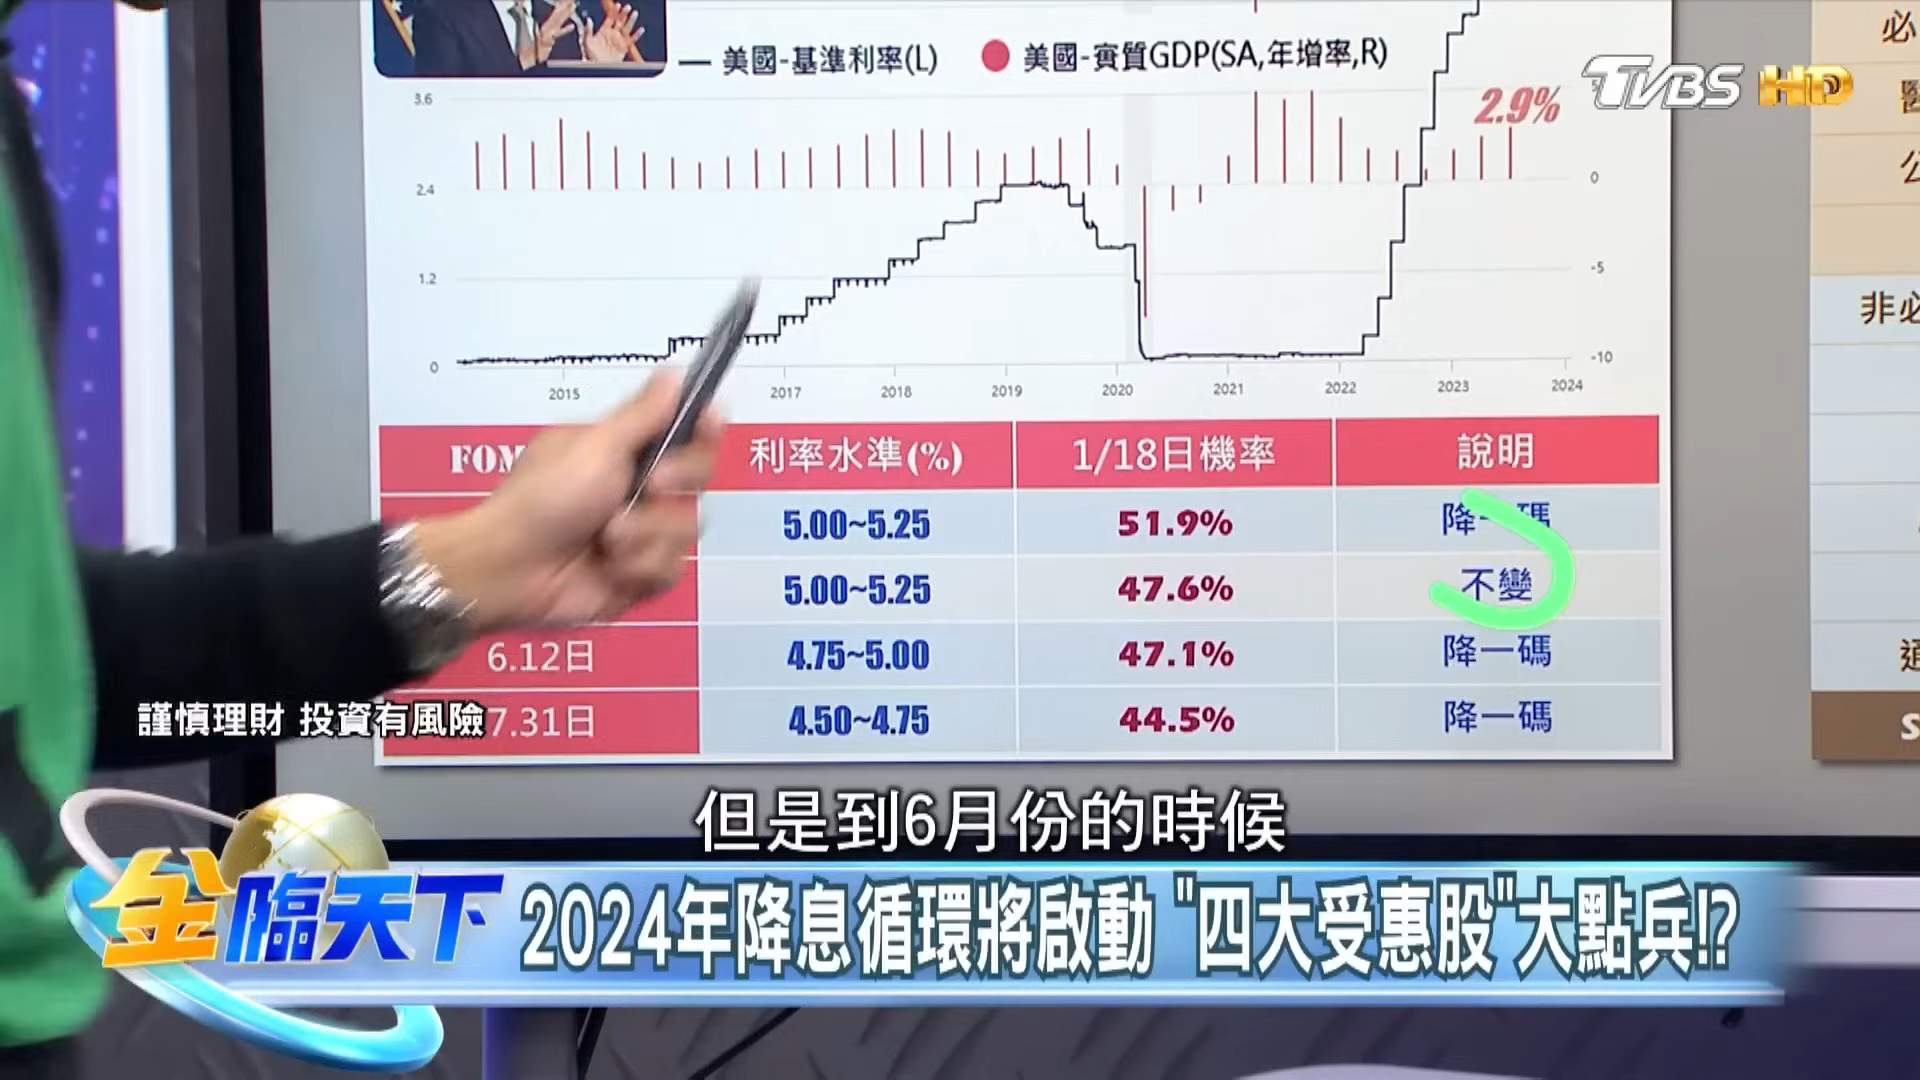 美國-基準利率(L) 美國-實質GDP(SA,年增率,R)
TVBS HD
3.6
2.9%
2.4
0
1.2
-5
0
-10
2015 2017 2018 2019 2020 2021 2022 2023 2024
利率水準(%) 1/18日機率 說明
5.00~5.25 51.9% 降一碼
5.00~5.25 47.6% 不變
6.12日 4.75~5.00 47.1% 降一碼
7.31日 4.50~4.75 44.5% 降一碼
謹慎理財 投資有風險
但是到6月份的時候
金臨天下
2024年降息循環將啟動 "四大受惠股"大點兵!?